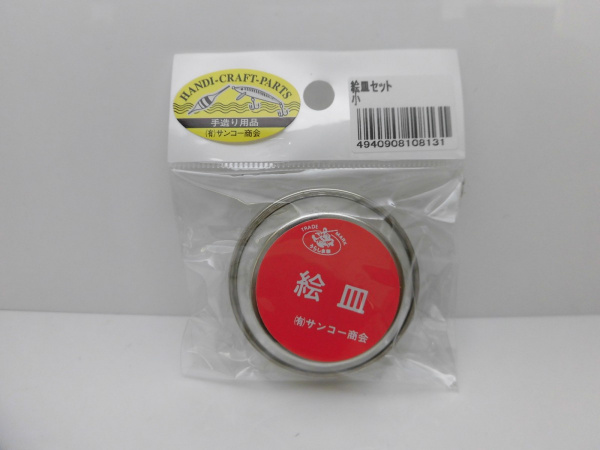 HANDI-CRAFT-PARTS
手造り用品
(有)サンコー商会
絵皿セット
小
4940908108131
TRADE MARK
絵皿
(有)サンコー商会